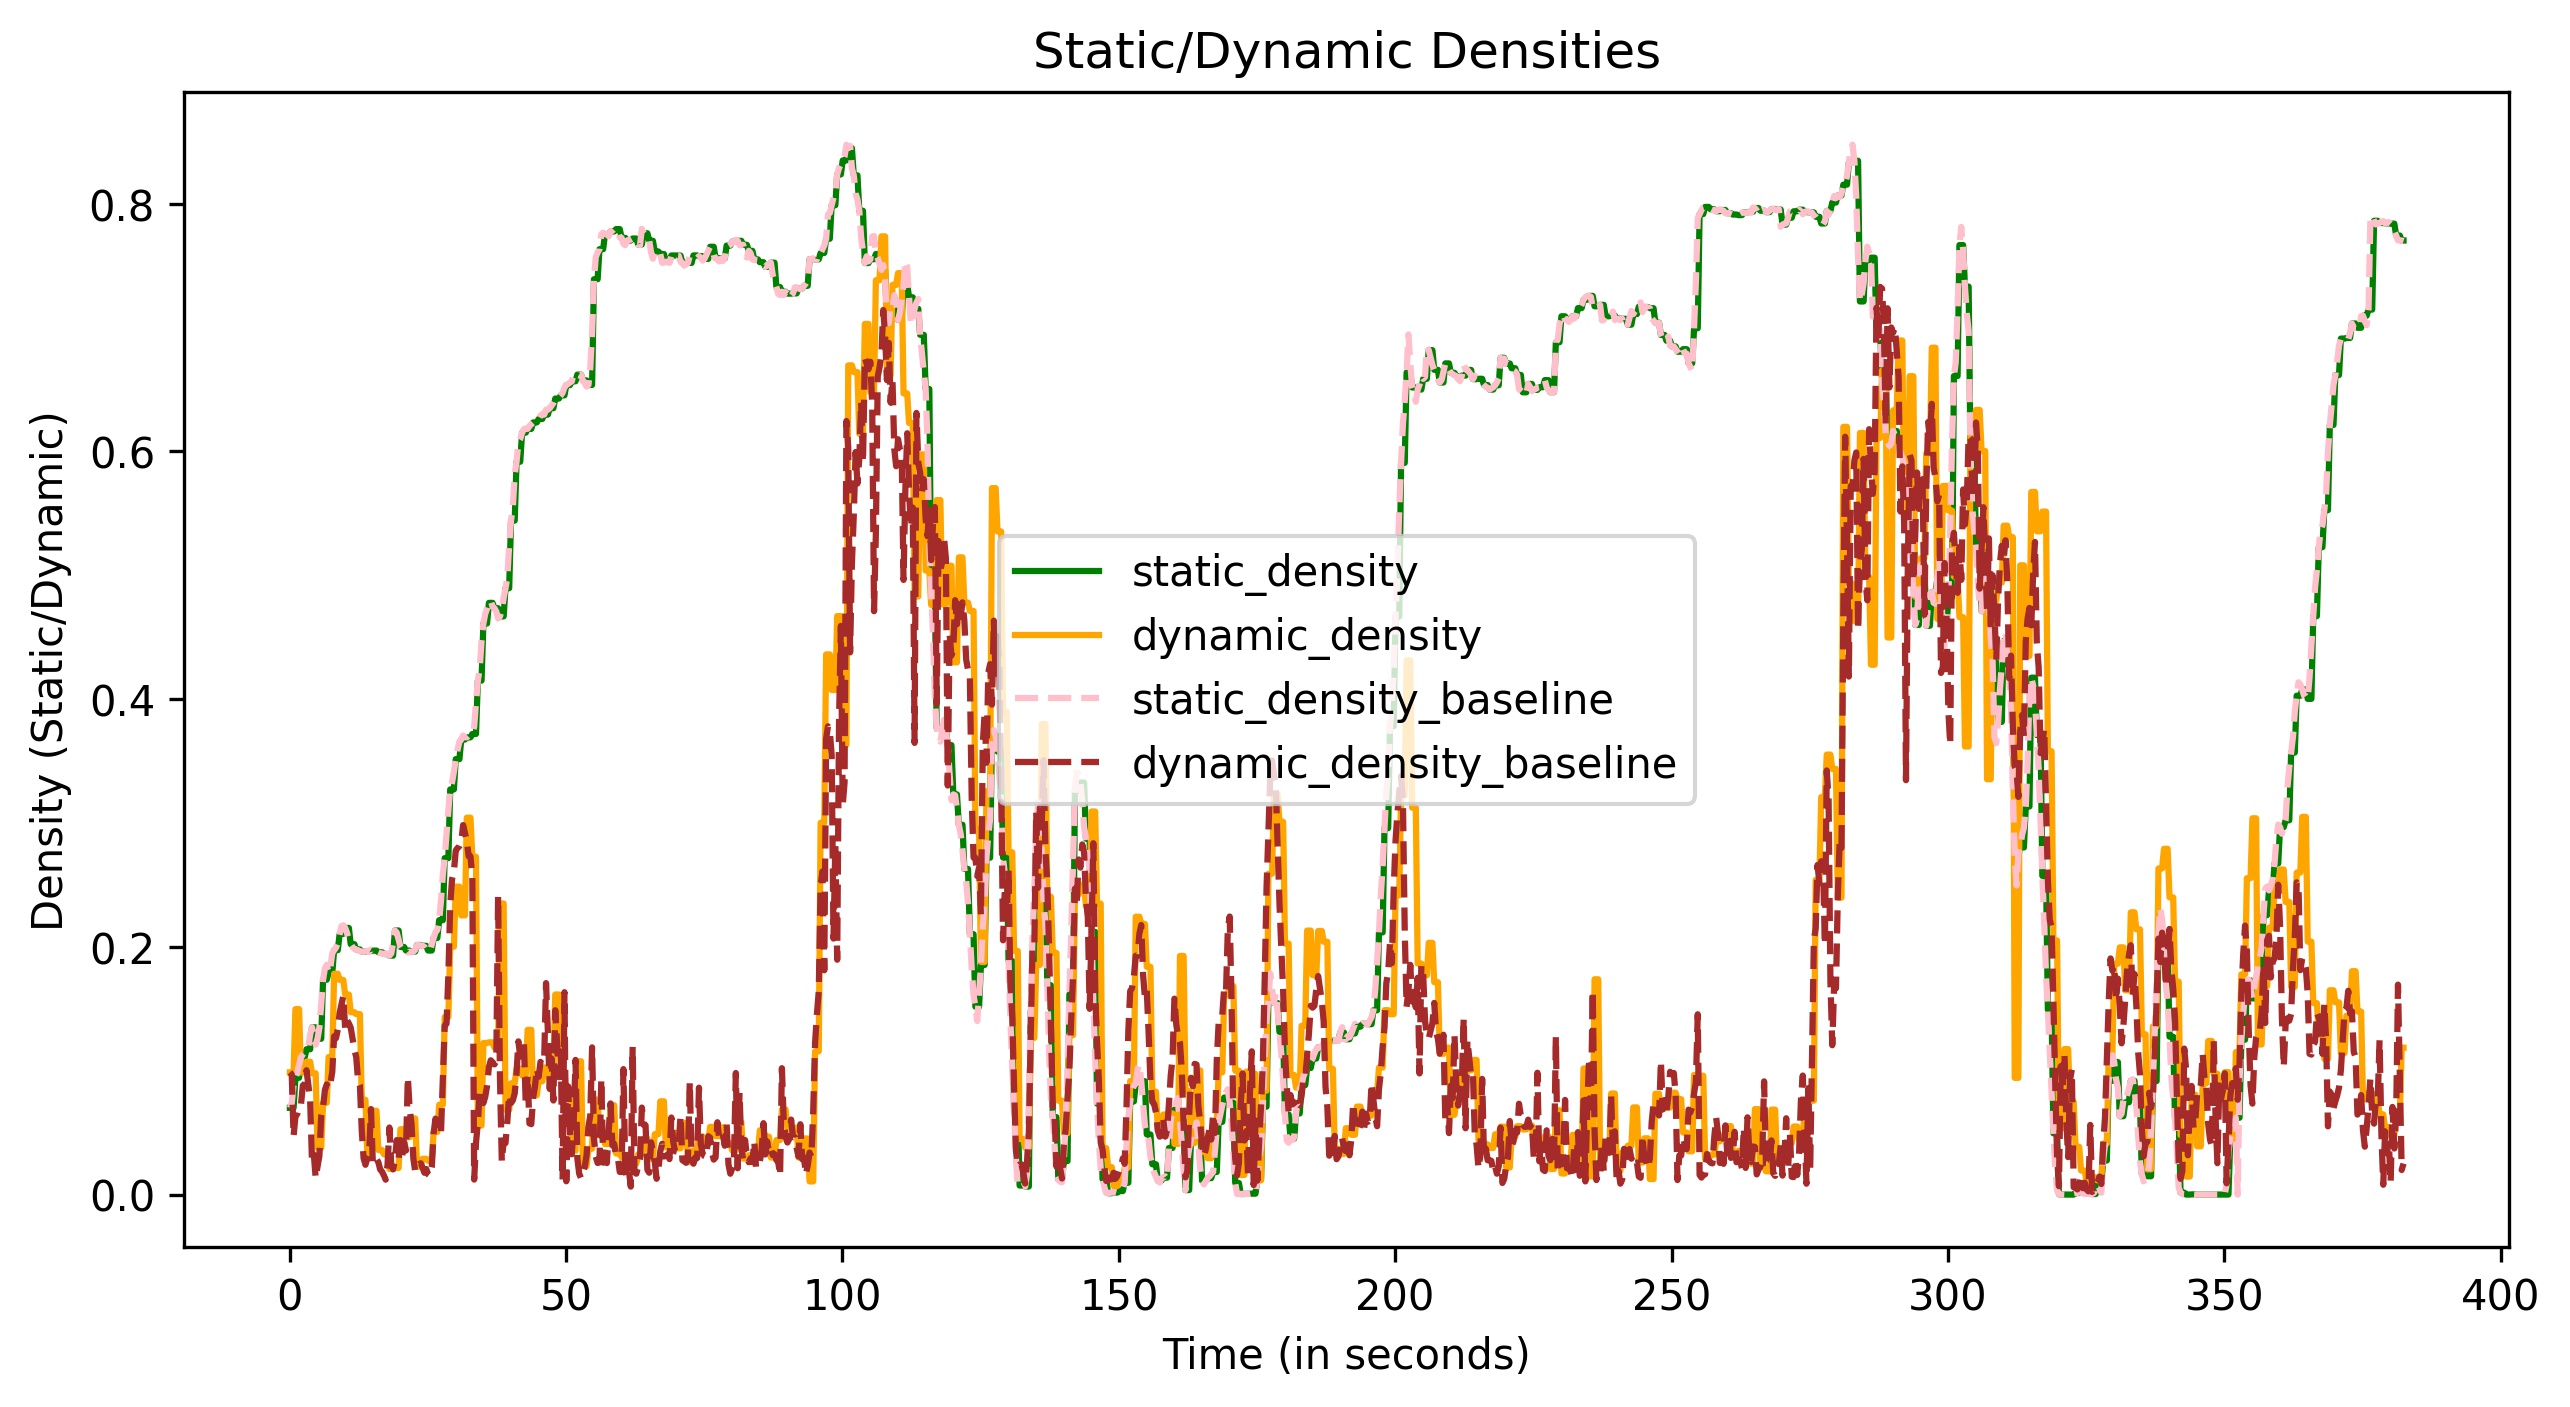 Static/Dynamic Densities
Density (Static/Dynamic)
0.8
0.6
0.4
0.2
0.0
static_density
dynamic_density
static_density_baseline
dynamic_density_baseline
0 50 100 150 200 250 300 350 400
Time (in seconds)